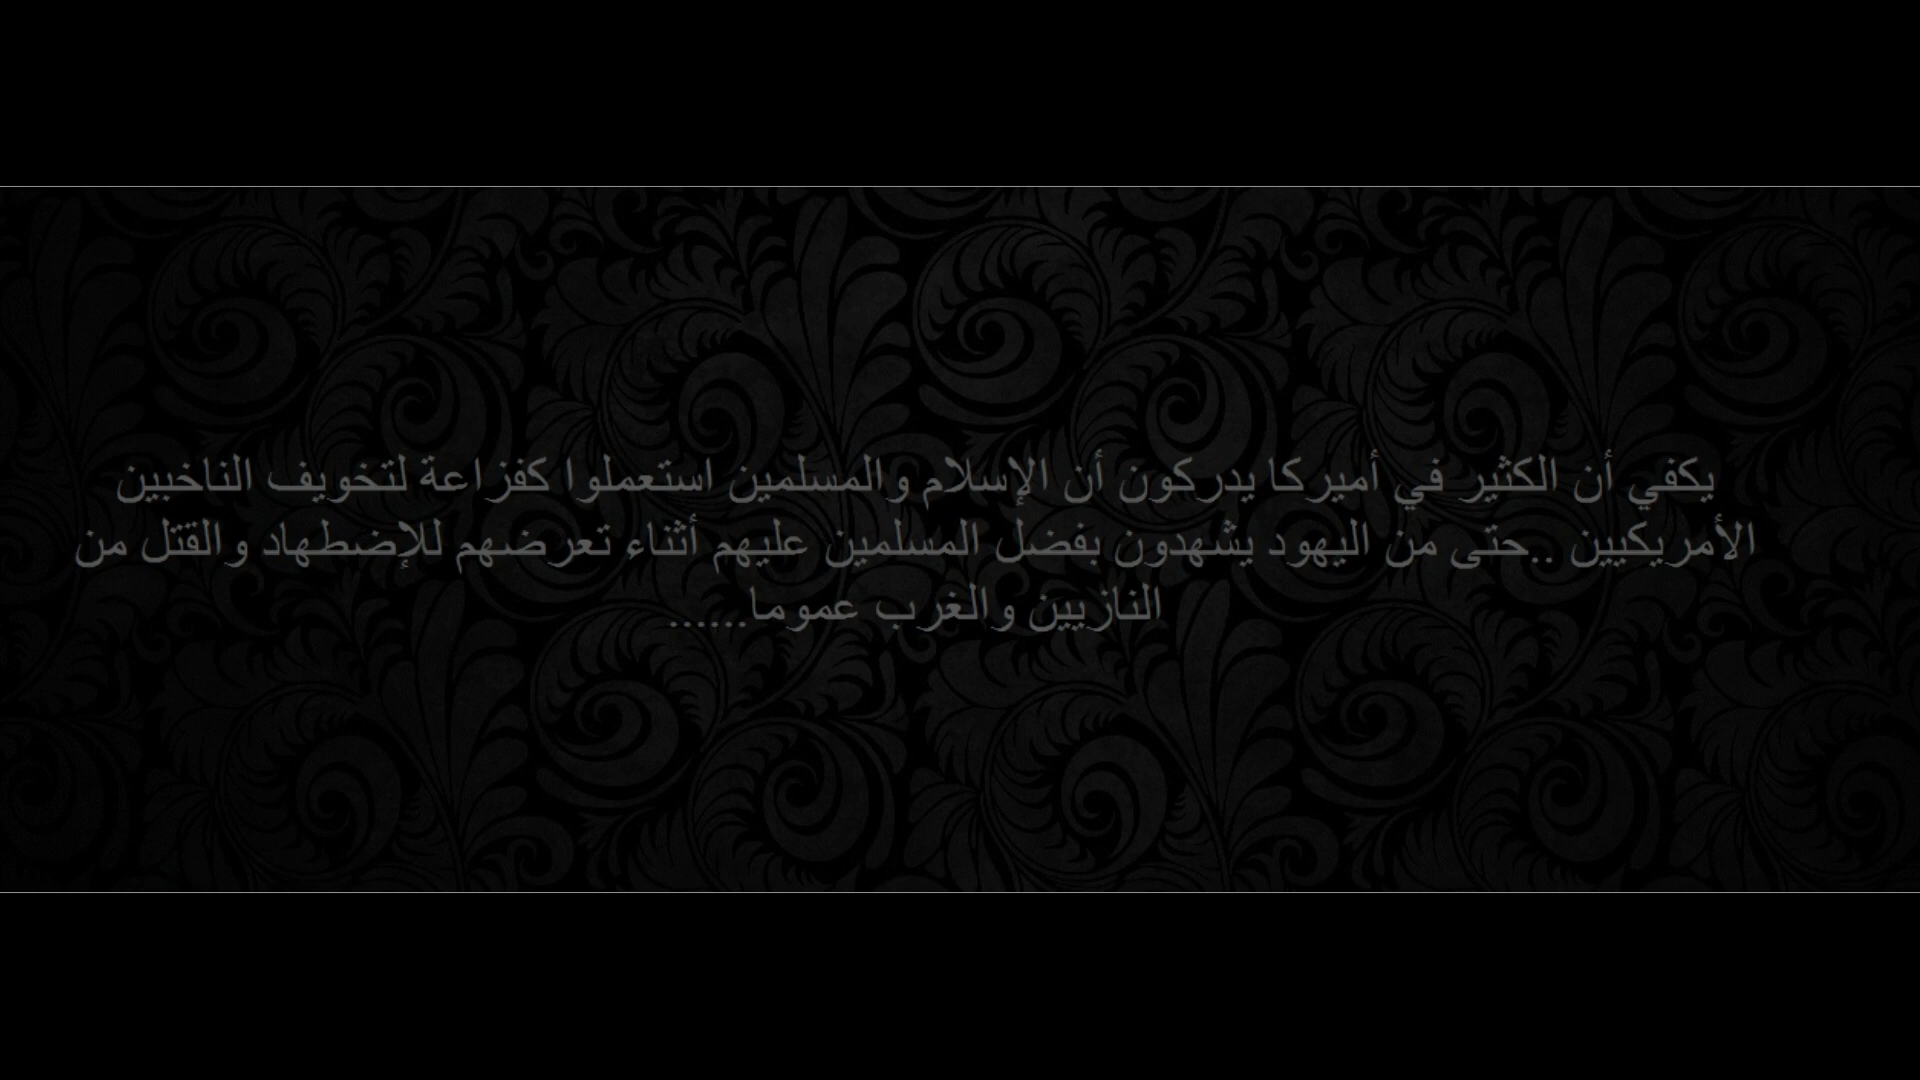 يكفي أن الكثير في أميركا يدركون أن الإسلام والمسلمين استعملوا كفزاعة لتخويف الناخبين
الأمريكيين ..حتى من اليهود يشهدون بفضل المسلمين عليهم أثناء تعرضهم للإضطهاد والقتل من
النازيين والغرب عموما......